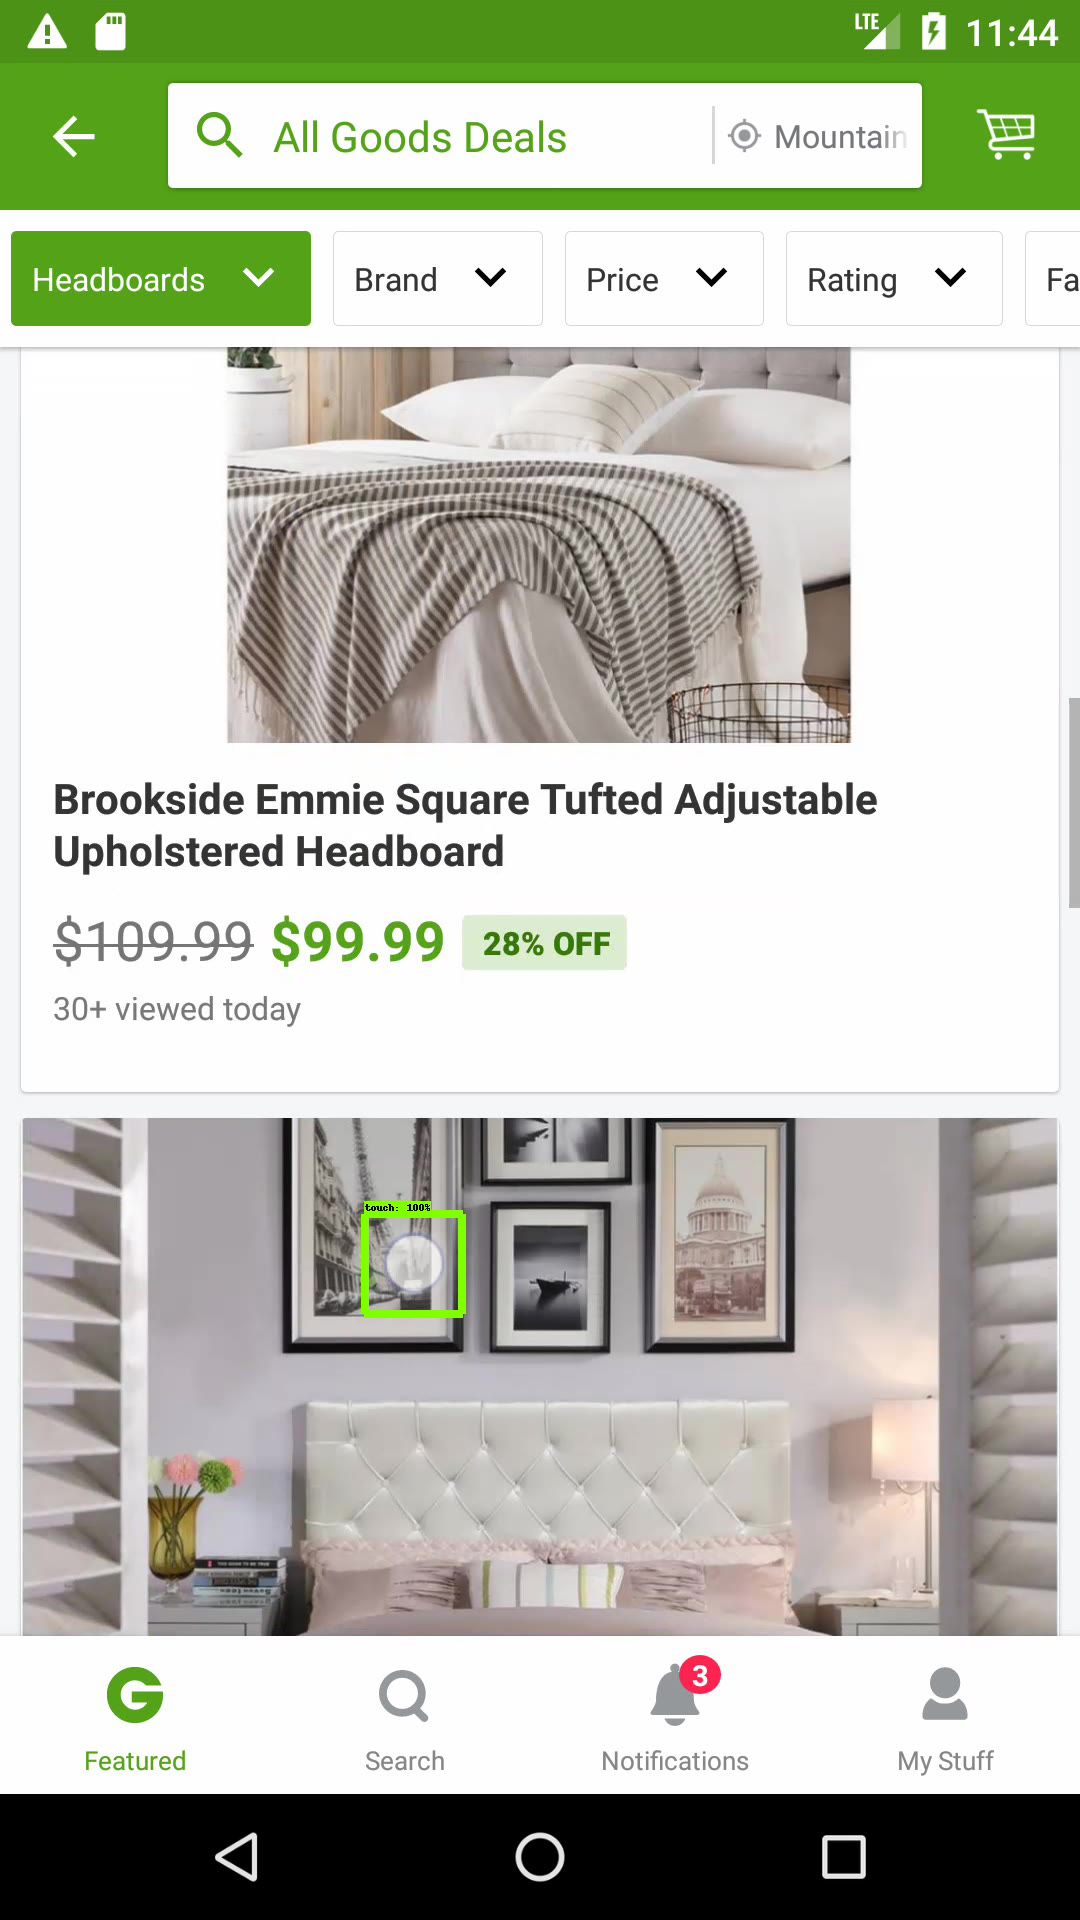 LTE
11:44
All Goods Deals
Mountain
Headboards
Brand
Price
Rating
Fa
Brookside Emmie Square Tufted Adjustable
Upholstered Headboard
$109.99 $99.99 28% OFF
30+ viewed today
touch: 100%
3
Featured
Search
Notifications
My Stuff